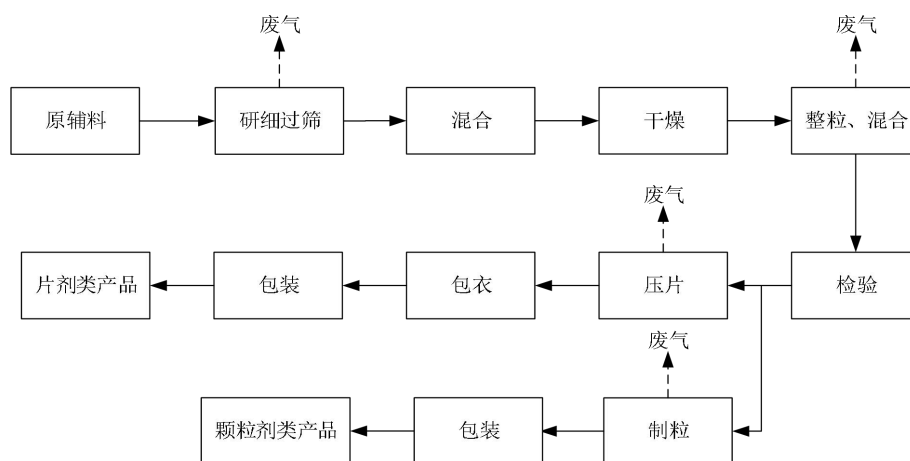 废气
废气
原辅料
研细过筛
混合
干燥
整粒、混合
废气
片剂类产品
包装
包衣
压片
检验
废气
颗粒剂类产品
包装
制粒